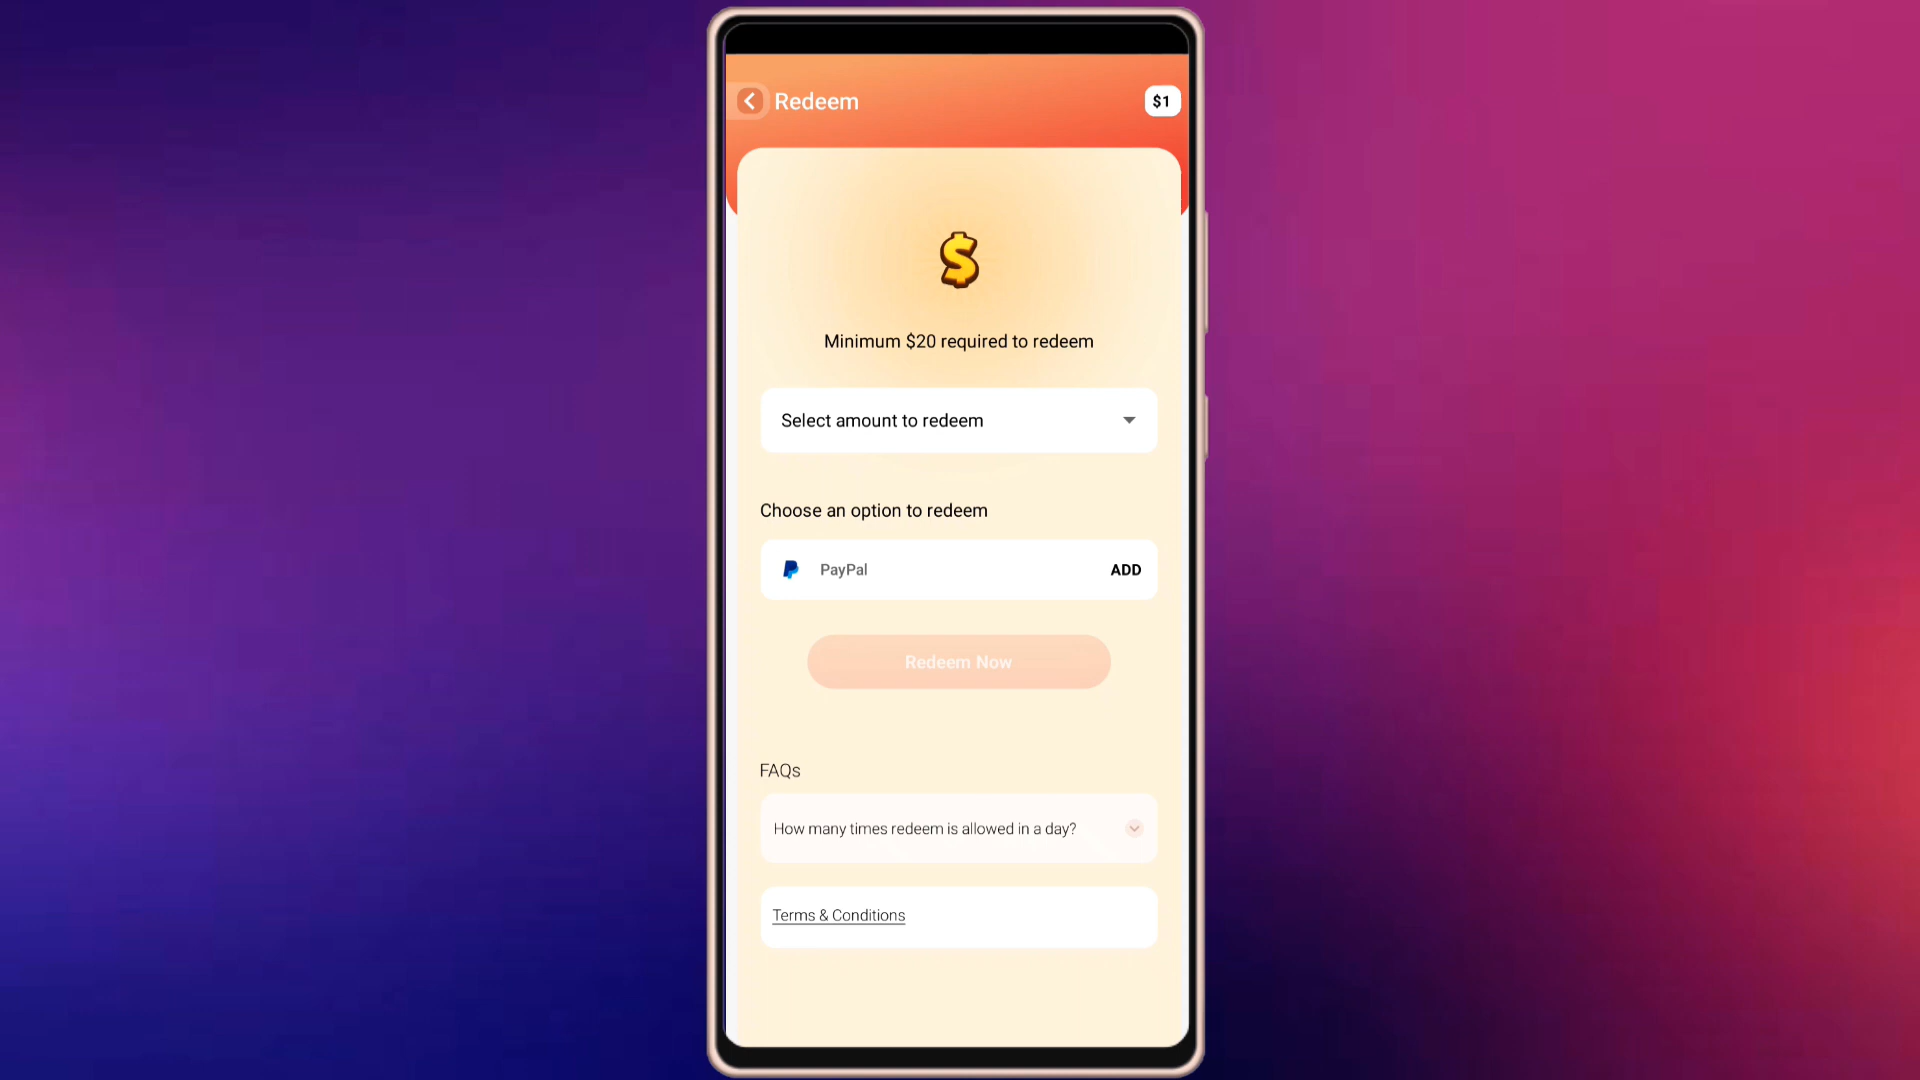 Redeem
$1
Minimum $20 required to redeem
Select amount to redeem
Choose an option to redeem
PayPal
ADD
Redeem Now
FAQs
How many times redeem is allowed in a day?
Terms & Conditions